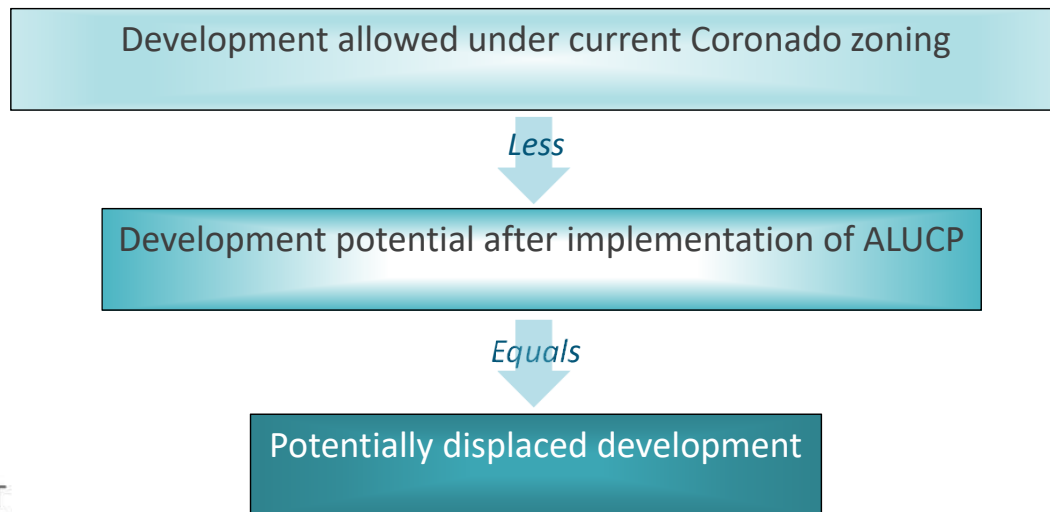 Development allowed under current Coronado zoning
Less
Development potential after implementation of ALUCP
Equals
Potentially displaced development